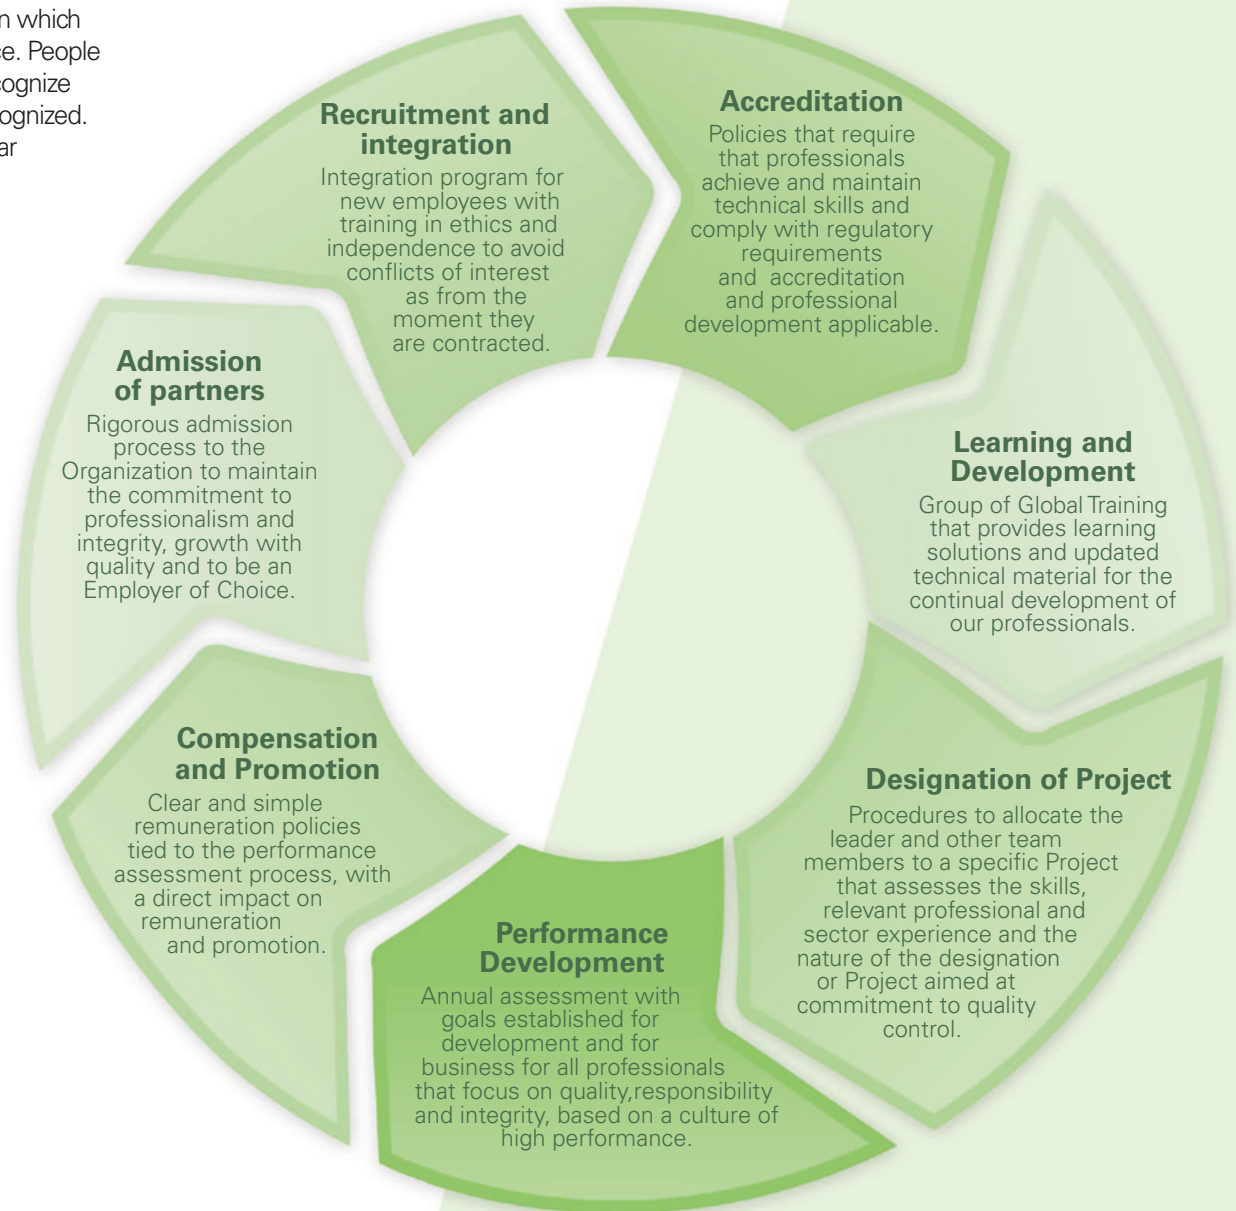 n which
ce. People
cognize
ognized.
ar
Recruitment and
integration
Integration program for
new employees with
training in ethics and
independence to avoid
conflicts of interest
as from the
moment they
are contracted.
Accreditation
Policies that require
that professionals
achieve and maintain
technical skills and
comply with regulatory
requirements
and accreditation
and professional
development applicable.
Learning and
Development
Group of Global Training
that provides learning
solutions and updated
technical material for the
continual development of
our professionals.
Designation of Project
Procedures to allocate the
leader and other team
members to a specific Project
that assesses the skills,
relevant professional and
sector experience and the
nature of the designation
or Project aimed at
commitment to quality
control.
Performance
Development
Annual assessment with
goals established for
development and for
business for all professionals
that focus on quality,responsibility
and integrity, based on a culture of
high performance.
Compensation
and Promotion
Clear and simple
remuneration policies
tied to the performance
assessment process, with
a direct impact on
remuneration
and promotion.
Admission
of partners
Rigorous admission
process to the
Organization to maintain
the commitment to
professionalism and
integrity, growth with
quality and to be an
Employer of Choice.